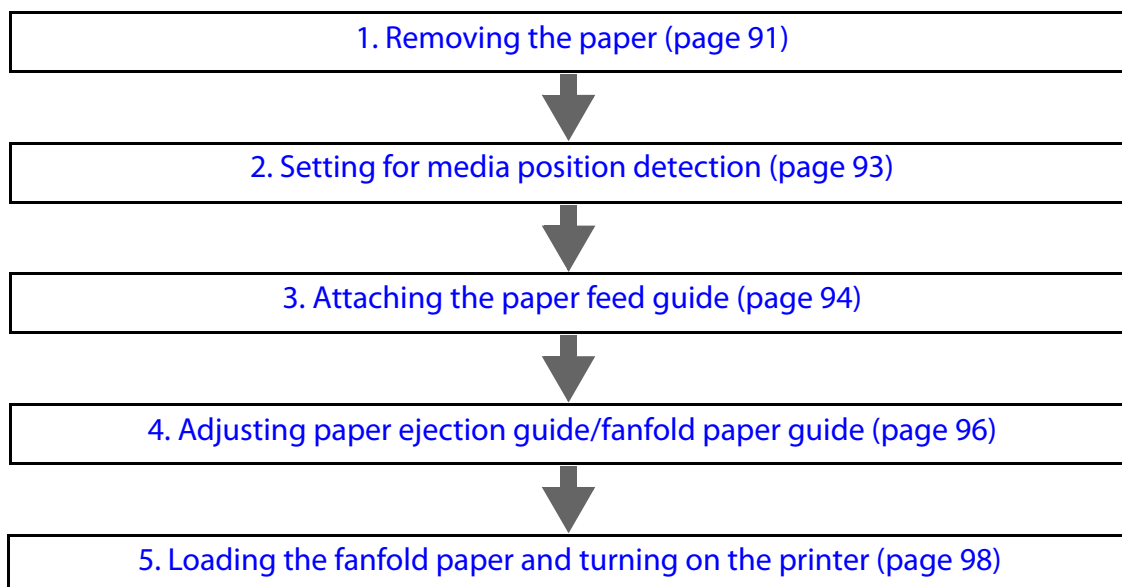 1. Removing the paper (page 91)
2. Setting for media position detection (page 93)
3. Attaching the paper feed guide (page 94)
4. Adjusting paper ejection guide/fanfold paper guide (page 96)
5. Loading the fanfold paper and turning on the printer (page 98)